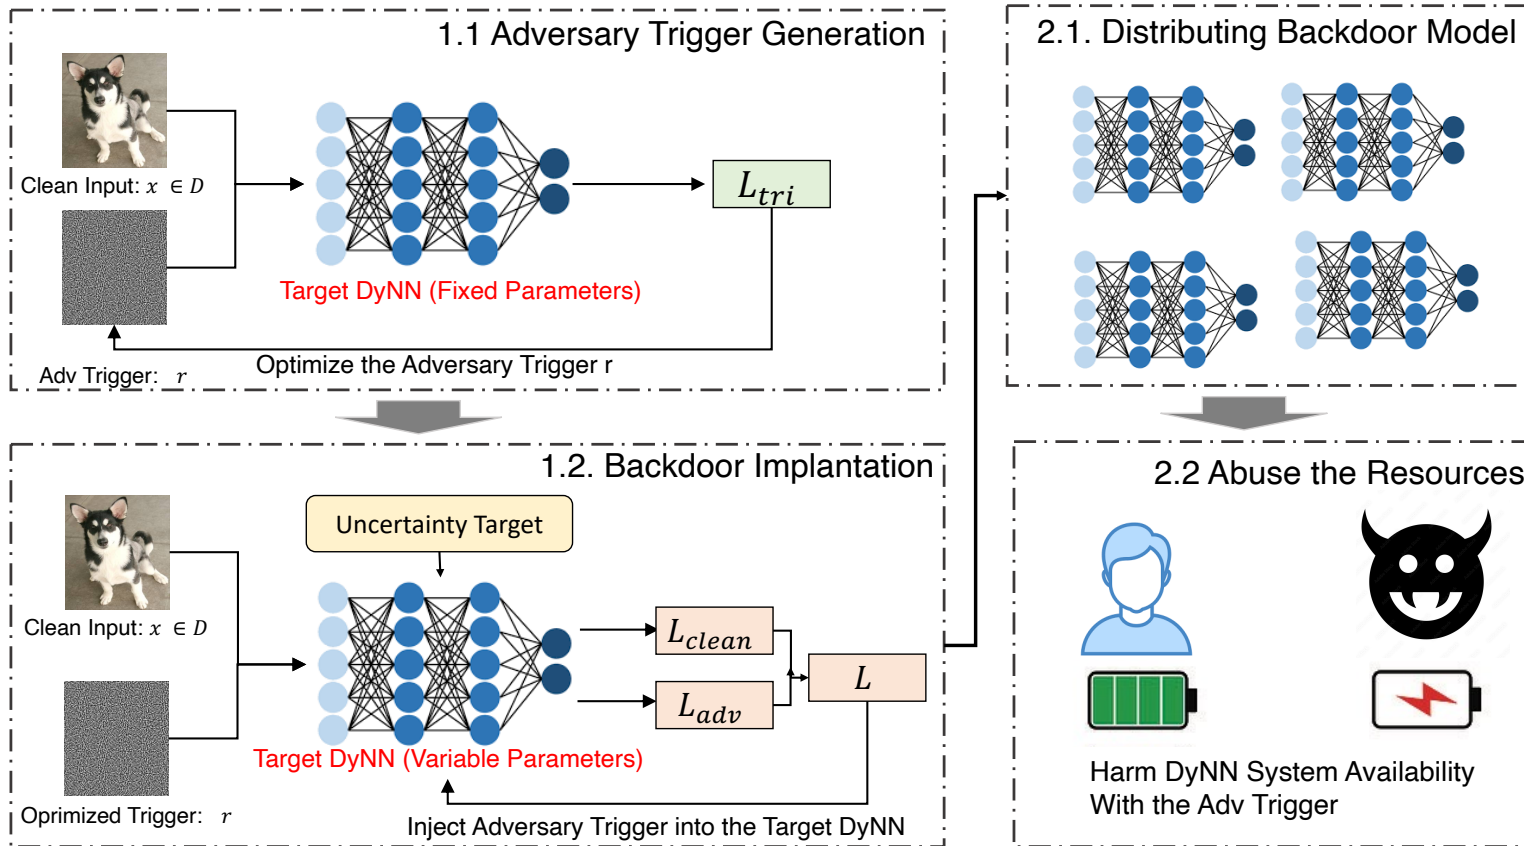 1.1 Adversary Trigger Generation
Clean Input: x ∈ D
L_tri
Target DyNN (Fixed Parameters)
Optimize the Adversary Trigger r
Adv Trigger: r
1.2. Backdoor Implantation
Uncertainty Target
Clean Input: x ∈ D
L_clean
L
L_adv
Target DyNN (Variable Parameters)
Oprimized Trigger: r
Inject Adversary Trigger into the Target DyNN
2.1. Distributing Backdoor Model
2.2 Abuse the Resources
Harm DyNN System Availability
With the Adv Trigger